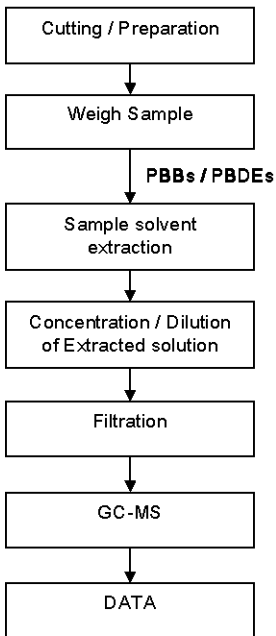 Cutting / Preparation
Weigh Sample
PBBs / PBDEs
Sample solvent
extraction
Concentration / Dilution
of Extracted solution
Filtration
GC-MS
DATA